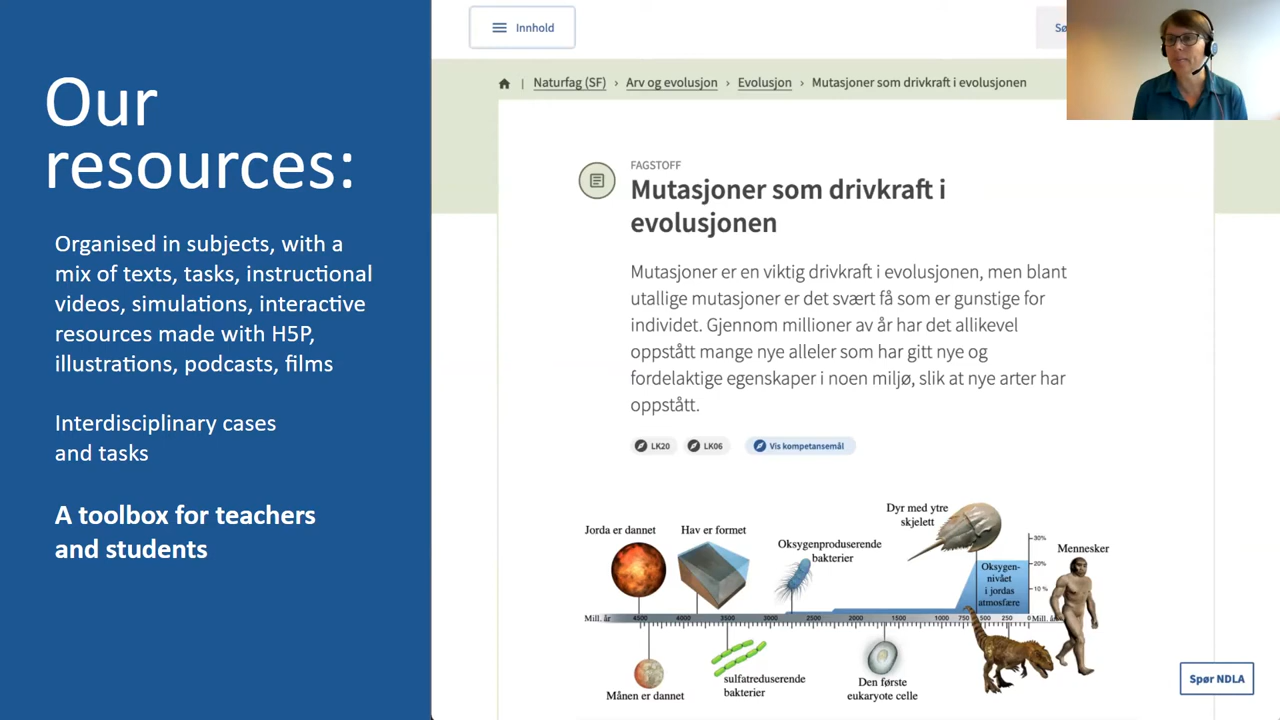 Our
resources:
Organised in subjects, with a
mix of texts, tasks, instructional
videos, simulations, interactive
resources made with H5P,
illustrations, podcasts, films
Interdisciplinary cases
and tasks
A toolbox for teachers
and students
Innhold
Naturfag (SF) › Arv og evolusjon › Evolusjon › Mutasjoner som drivkraft i evolusjonen
FAGSTOFF
Mutasjoner som drivkraft i
evolusjonen
Mutasjoner er en viktig drivkraft i evolusjonen, men blant
utallige mutasjoner er det svært få som er gunstige for
individet. Gjennom millioner av år har det allikevel
oppstått mange nye alleler som har gitt nye og
fordelaktige egenskaper i noen miljø, slik at nye arter har
oppstått.
LK20 LK06 Vis kompetansemål
Jorda er dannet
Hav er formet
Oksygenproduserende
bakterier
Dyr med ytre
skjelett
Mennesker
30%
20%
10 %
0
Oksygen-
nivået
i jordas
atmosfære
Mill. år 4500 4000 3500 3000 2500 2000 1500 1000 750 500 250 0 Mill. år
Månen er dannet
sulfatreduserende
bakterier
Den første
eukaryote celle
Spør NDLA